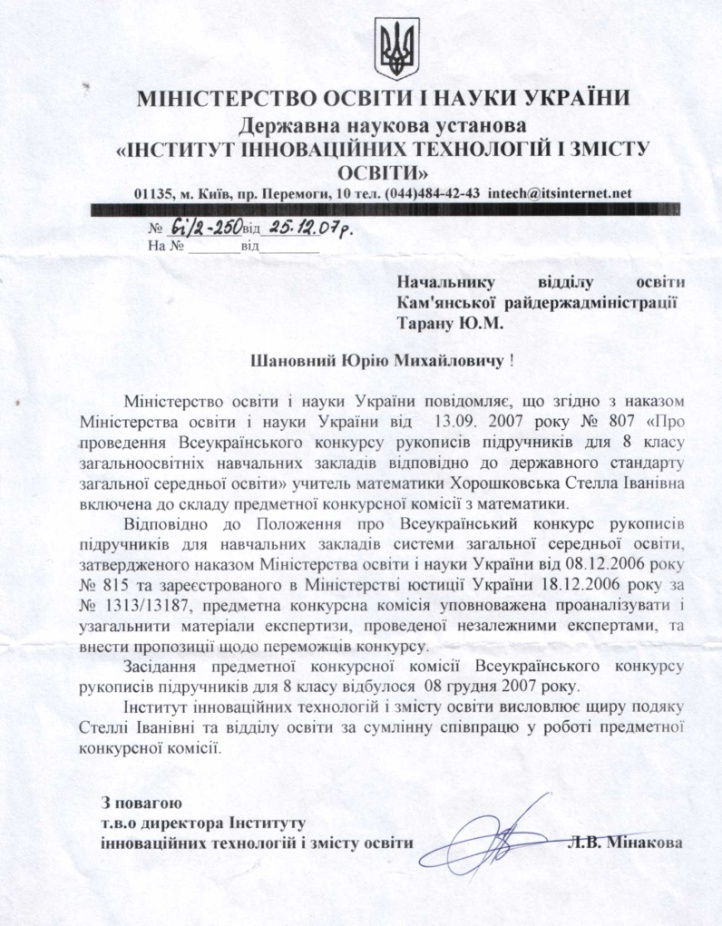 МІНІСТЕРСТВО ОСВІТИ І НАУКИ УКРАЇНИ
Державна наукова установа
«ІНСТИТУТ ІННОВАЦІЙНИХ ТЕХНОЛОГІЙ І ЗМІСТУ
ОСВІТИ»
01135, м. Київ, пр. Перемоги, 10 тел. (044)484-42-43 intech@itsinternet.net
№ 6і/2-250 від 25.12.07р.
На № ______ від________
Начальнику відділу освіти
Кам'янської райдержадміністрації
Тарану Ю.М.
Шановний Юрію Михайловичу !
Міністерство освіти і науки України повідомляє, що згідно з наказом
Міністерства освіти і науки України від 13.09. 2007 року № 807 «Про
проведення Всеукраїнського конкурсу рукописів підручників для 8 класу
загальноосвітніх навчальних закладів відповідно до державного стандарту
загальної середньої освіти» учитель математики Хорошковська Стелла Іванівна
включена до складу предметної конкурсної комісії з математики.
Відповідно до Положення про Всеукраїнський конкурс рукописів
підручників для навчальних закладів системи загальної середньої освіти,
затвердженого наказом Міністерства освіти і науки України від 08.12.2006 року
№ 815 та зареєстрованого в Міністерстві юстиції України 18.12.2006 року за
№ 1313/13187, предметна конкурсна комісія уповноважена проаналізувати і
узагальнити матеріали експертизи, проведеної незалежними експертами, та
внести пропозиції щодо переможців конкурсу.
Засідання предметної конкурсної комісії Всеукраїнського конкурсу
рукописів підручників для 8 класу відбулося 08 грудня 2007 року.
Інститут інноваційних технологій і змісту освіти висловлює щиру подяку
Стеллі Іванівні та відділу освіти за сумлінну співпрацю у роботі предметної
конкурсної комісії.
З повагою
т.в.о директора Інституту
інноваційних технологій і змісту освіти Л.В. Мінакова